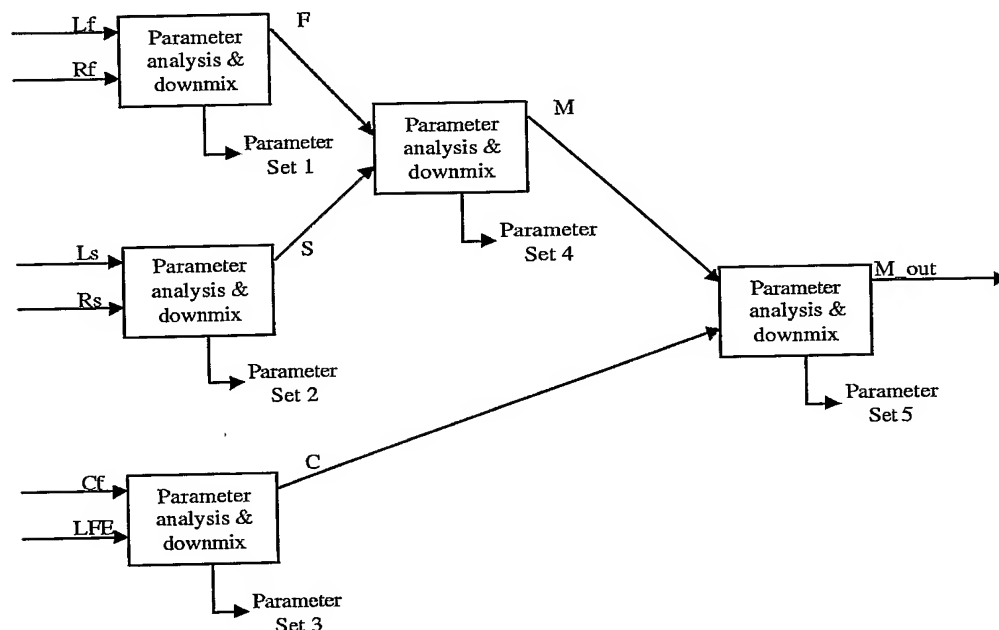 Lf
Rf
Parameter
analysis &
downmix
F
Parameter
Set 1
Parameter
analysis &
downmix
M
Parameter
Set 4
Ls
Rs
Parameter
analysis &
downmix
S
Parameter
Set 2
Parameter
analysis &
downmix
M_out
Parameter
Set 5
Cf
LFE
Parameter
analysis &
downmix
C
Parameter
Set 3